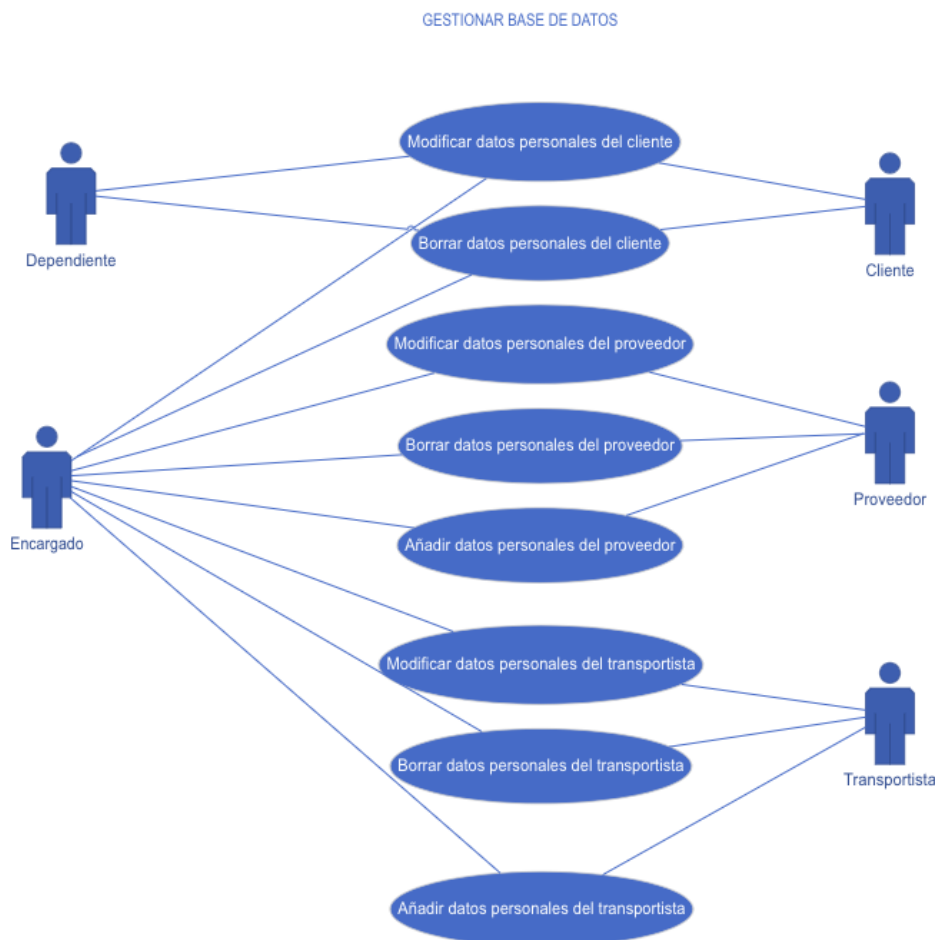 GESTIONAR BASE DE DATOS
Modificar datos personales del cliente
Dependiente
Borrar datos personales del cliente
Cliente
Modificar datos personales del proveedor
Borrar datos personales del proveedor
Proveedor
Encargado
Añadir datos personales del proveedor
Modificar datos personales del transportista
Borrar datos personales del transportista
Transportista
Añadir datos personales del transportista